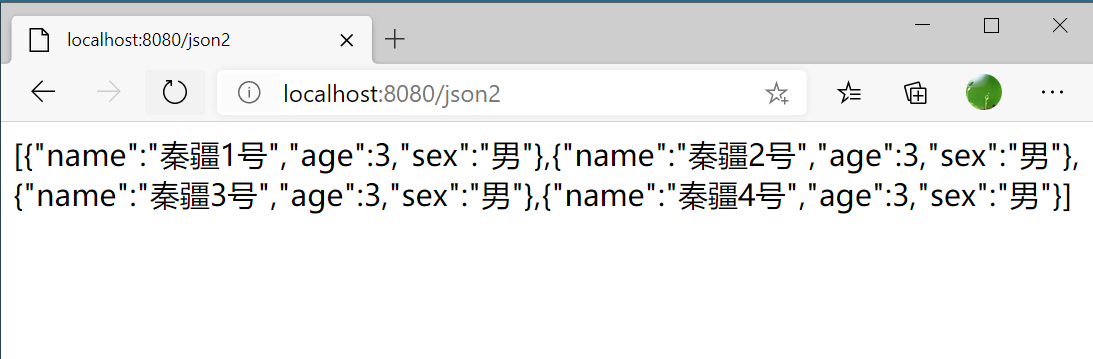 localhost:8080/json2
localhost:8080/json2
[{"name":"秦疆1号","age":3,"sex":"男"},{"name":"秦疆2号","age":3,"sex":"男"},
{"name":"秦疆3号","age":3,"sex":"男"},{"name":"秦疆4号","age":3,"sex":"男"}]